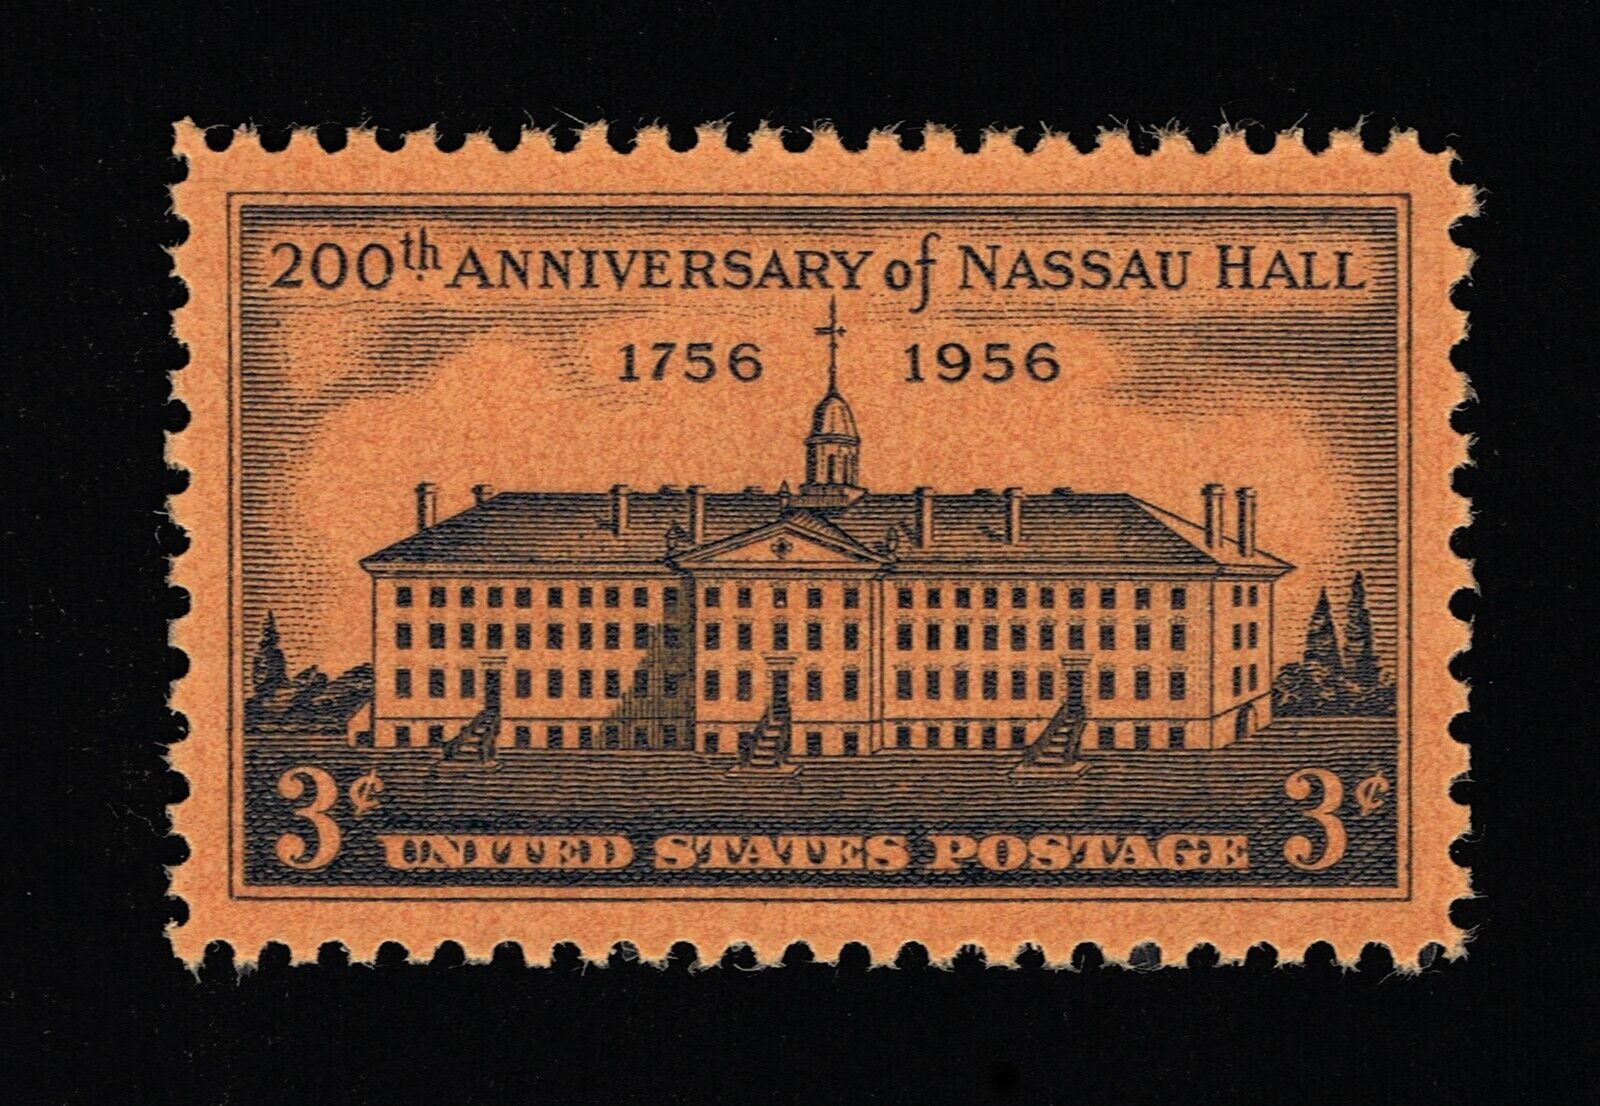 200th ANNIVERSARY of NASSAU HALL
1756 1956
3¢ UNITED STATES POSTAGE 3¢